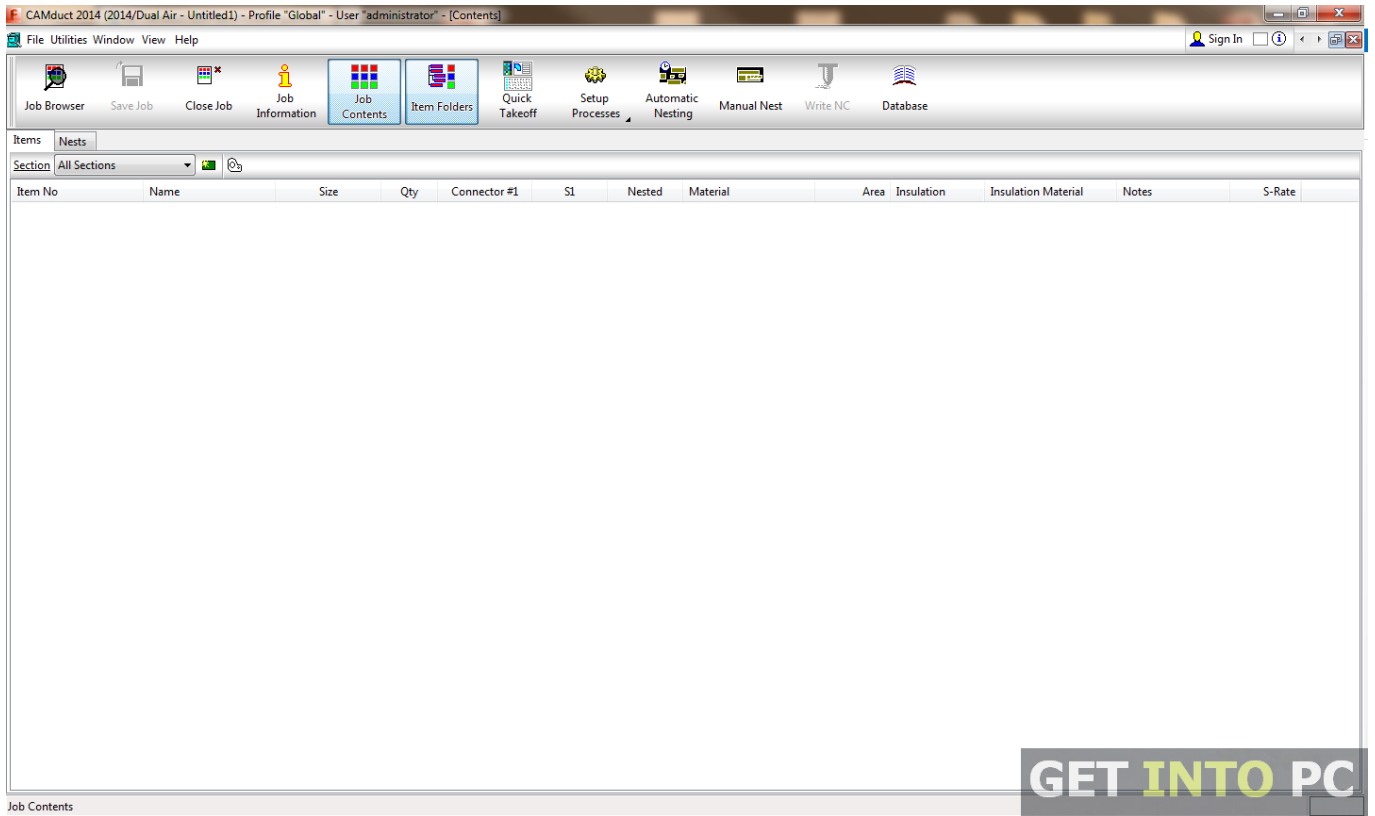 CAMduct 2014 (2014/Dual Air - Untitled1) - Profile "Global" - User "administrator" - [Contents]
File Utilities Window View Help
Sign In
Job Browser
Save Job
Close Job
Job
Information
Job
Contents
Item Folders
Quick
Takeoff
Setup
Processes
Automatic
Nesting
Manual Nest
Write NC
Database
Items Nests
Section All Sections
Item No Name Size Qty Connector #1 S1 Nested Material Area Insulation Insulation Material Notes S-Rate
GET INTO PC
Job Contents